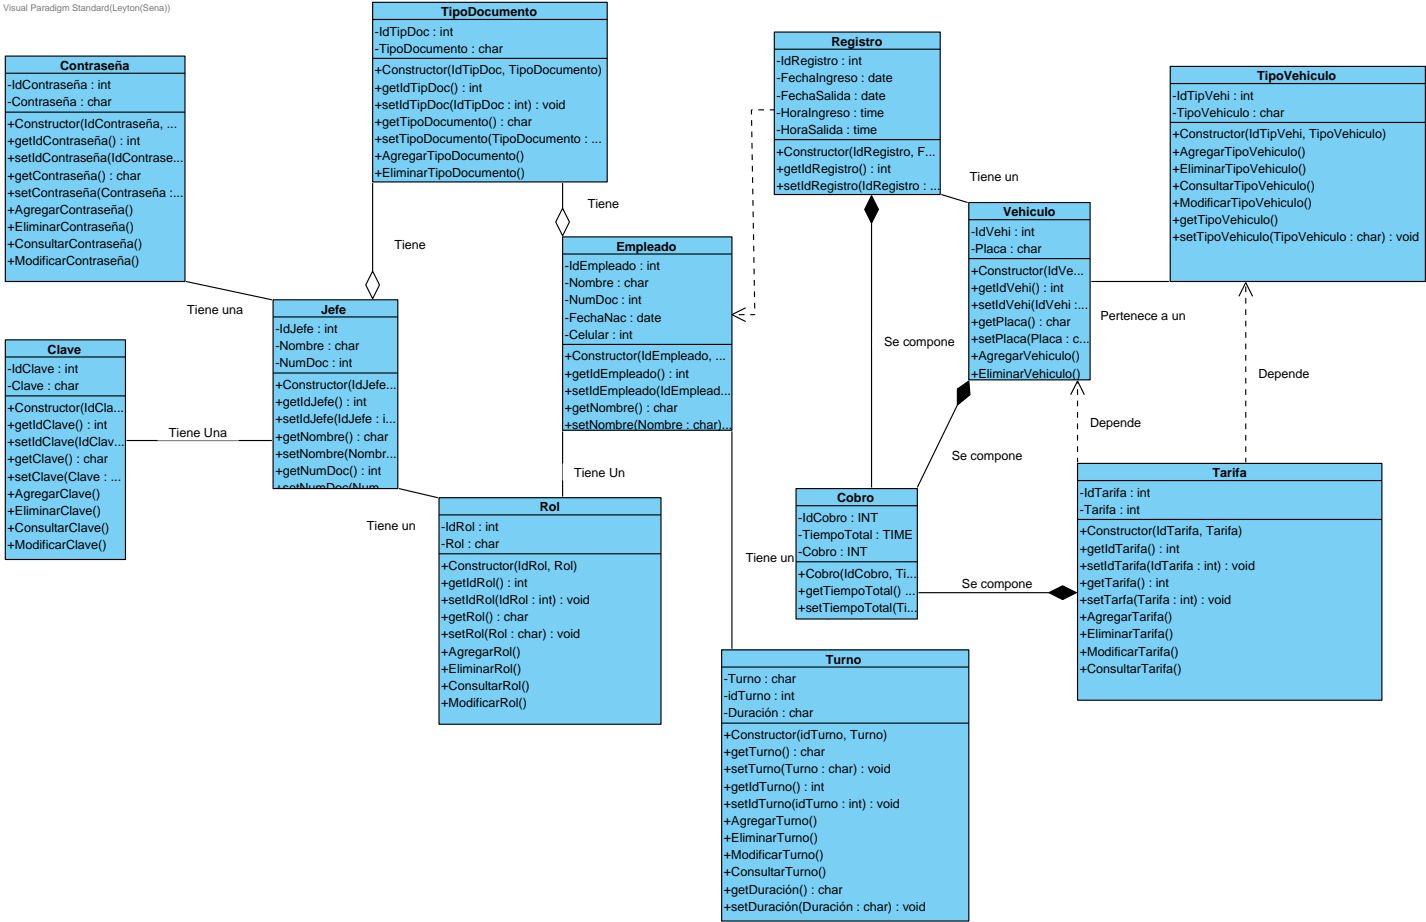 Visual Paradigm Standard(Leyton(Sena))
TipoDocumento
-IdTipDoc : int
-TipoDocumento : char
+Constructor(IdTipDoc, TipoDocumento)
+getIdTipDoc() : int
+setIdTipDoc(IdTipDoc : int) : void
+getTipoDocumento() : char
+setTipoDocumento(TipoDocumento : ...
+AgregarTipoDocumento()
+EliminarTipoDocumento()
Contraseña
-IdContraseña : int
-Contraseña : char
+Constructor(IdContraseña, ...
+getIdContraseña() : int
+setIdContraseña(IdContrase...
+getContraseña() : char
+setContraseña(Contraseña :...
+AgregarContraseña()
+EliminarContraseña()
+ConsultarContraseña()
+ModificarContraseña()
Registro
-IdRegistro : int
-FechaIngreso : date
-FechaSalida : date
-HoraIngreso : time
-HoraSalida : time
+Constructor(IdRegistro, F...
+getIdRegistro() : int
+setIdRegistro(IdRegistro : ...
TipoVehiculo
-IdTipVehi : int
-TipoVehiculo : char
+Constructor(IdTipVehi, TipoVehiculo)
+AgregarTipoVehiculo()
+EliminarTipoVehiculo()
+ConsultarTipoVehiculo()
+ModificarTipoVehiculo()
+getTipoVehiculo()
+setTipoVehiculo(TipoVehiculo : char) : void
Tiene un
Vehiculo
-IdVehi : int
-Placa : char
+Constructor(IdVe...
+getIdVehi() : int
+setIdVehi(IdVehi :...
+getPlaca() : char
+setPlaca(Placa : c...
+AgregarVehiculo()
+EliminarVehiculo()
Tiene
Tiene
Empleado
-IdEmpleado : int
-Nombre : char
-NumDoc : int
-FechaNac : date
-Celular : int
+Constructor(IdEmpleado, ...
+getIdEmpleado() : int
+setIdEmpleado(IdEmplead...
+getNombre() : char
+setNombre(Nombre : char)...
Tiene una
Jefe
-IdJefe : int
-Nombre : char
-NumDoc : int
+Constructor(IdJefe...
+getIdJefe() : int
+setIdJefe(IdJefe : i...
+getNombre() : char
+setNombre(Nombr...
+getNumDoc() : int
+setNumDoc(Num...
Pertenece a un
Se compone
Depende
Depende
Se compone
Clave
-IdClave : int
-Clave : char
+Constructor(IdCla...
+getIdClave() : int
+setIdClave(IdClav...
+getClave() : char
+setClave(Clave : ...
+AgregarClave()
+EliminarClave()
+ConsultarClave()
+ModificarClave()
Tiene Una
Tiene Un
Tiene un
Rol
-IdRol : int
-Rol : char
+Constructor(IdRol, Rol)
+getIdRol() : int
+setIdRol(IdRol : int) : void
+getRol() : char
+setRol(Rol : char) : void
+AgregarRol()
+EliminarRol()
+ConsultarRol()
+ModificarRol()
Tiene un
Cobro
-IdCobro : INT
-TiempoTotal : TIME
-Cobro : INT
+Cobro(IdCobro, Ti...
+getTiempoTotal() ...
+setTiempoTotal(Ti...
Se compone
Tarifa
-IdTarifa : int
-Tarifa : int
+Constructor(IdTarifa, Tarifa)
+getIdTarifa() : int
+setIdTarifa(IdTarifa : int) : void
+getTarifa() : int
+setTarfa(Tarifa : int) : void
+AgregarTarifa()
+EliminarTarifa()
+ModificarTarifa()
+ConsultarTarifa()
Turno
-Turno : char
-idTurno : int
-Duración : char
+Constructor(idTurno, Turno)
+getTurno() : char
+setTurno(Turno : char) : void
+getIdTurno() : int
+setIdTurno(idTurno : int) : void
+AgregarTurno()
+EliminarTurno()
+ModificarTurno()
+ConsultarTurno()
+getDuración() : char
+setDuración(Duración : char) : void